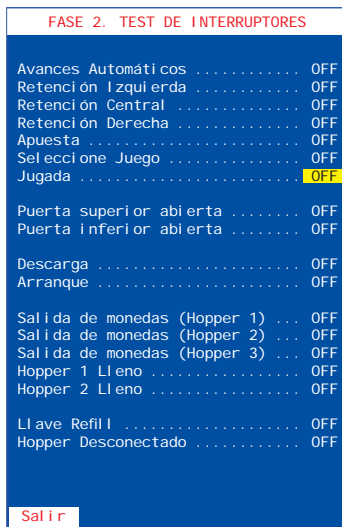 FASE 2. TEST DE INTERRUPTORES
Avances Automáticos ............ OFF
Retención Izquierda ............ OFF
Retención Central .............. OFF
Retención Derecha .............. OFF
Apuesta ........................ OFF
Seleccione Juego ............... OFF
Jugada ......................... OFF
Puerta superior abierta ........ OFF
Puerta inferior abierta ........ OFF
Descarga ....................... OFF
Arranque ....................... OFF
Salida de monedas (Hopper 1) ... OFF
Salida de monedas (Hopper 2) ... OFF
Salida de monedas (Hopper 3) ... OFF
Hopper 1 Lleno ................. OFF
Hopper 2 Lleno ................. OFF
Llave Refill ................... OFF
Hopper Desconectado ............ OFF
Salir